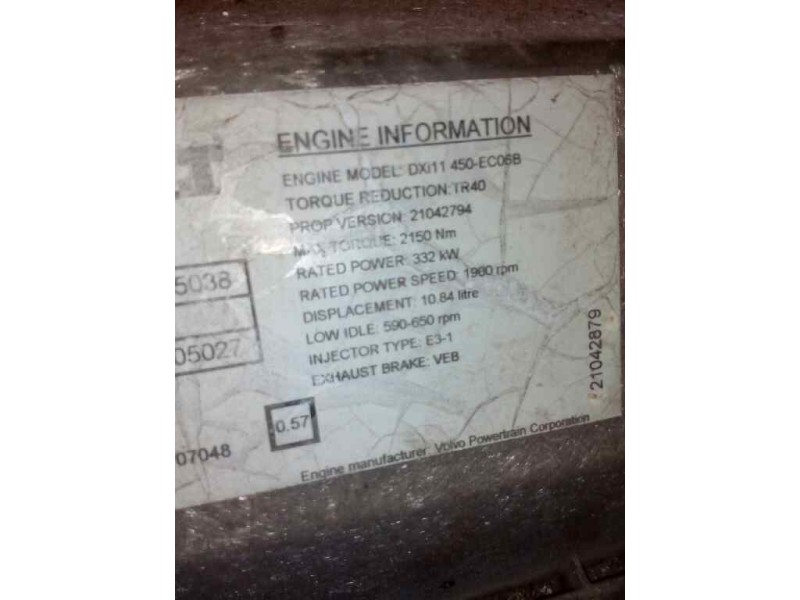 ENGINE INFORMATION
ENGINE MODEL: DXi11 450-EC06B
TORQUE REDUCTION: TR40
PROP VERSION: 21042794
MAX TORQUE: 2150 Nm
RATED POWER: 332 kW
RATED POWER SPEED: 1900 rpm
DISPLACEMENT: 10.84 litre
LOW IDLE: 590-650 rpm
INJECTOR TYPE: E3-1
EXHAUST BRAKE: VEB
5038
05027
0.57
07048
Engine manufacturer: Volvo Powertrain Corporation
21042879